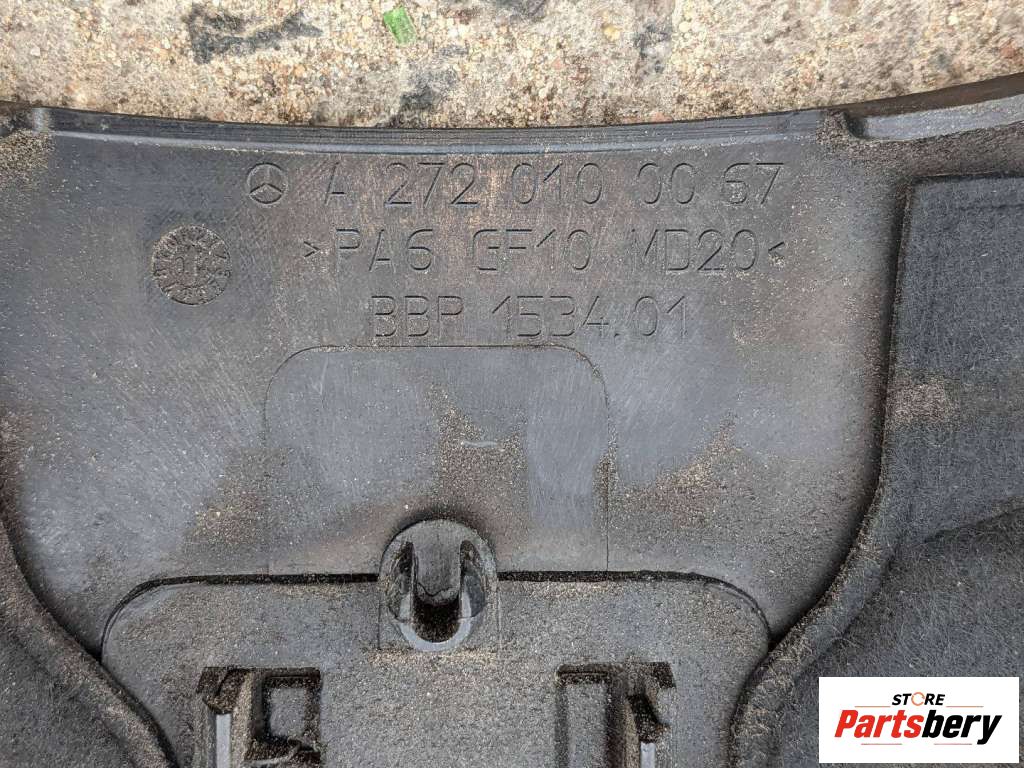 A 272 010 00 67
>PA6 GF10 MD20<
BBP 1534.01
STORE
Partsbery